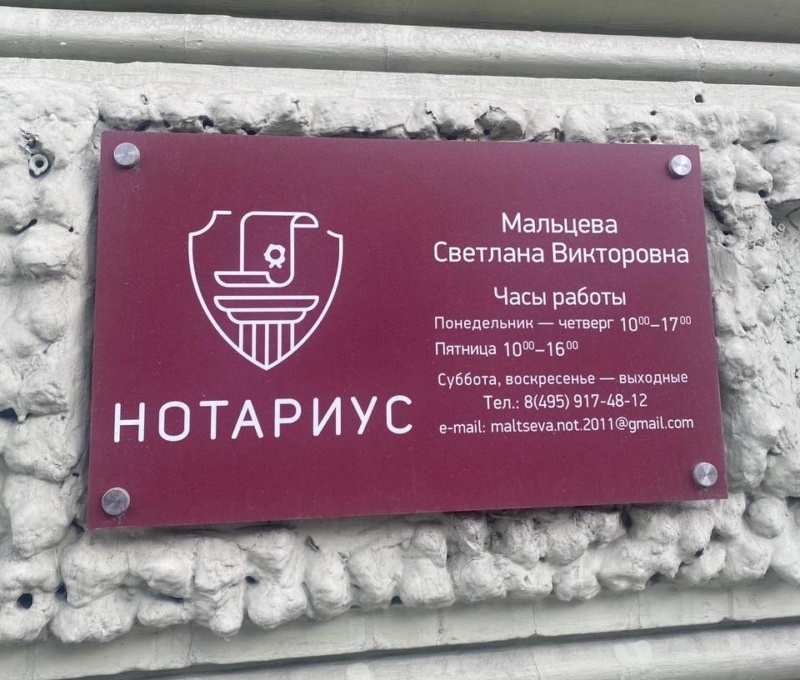 НОТАРИУС
Мальцева
Светлана Викторовна
Часы работы
Понедельник — четверг 10⁰⁰–17⁰⁰
Пятница 10⁰⁰–16⁰⁰
Суббота, воскресенье — выходные
Тел.: 8(495) 917-48-12
e-mail: maltseva.not.2011@gmail.com